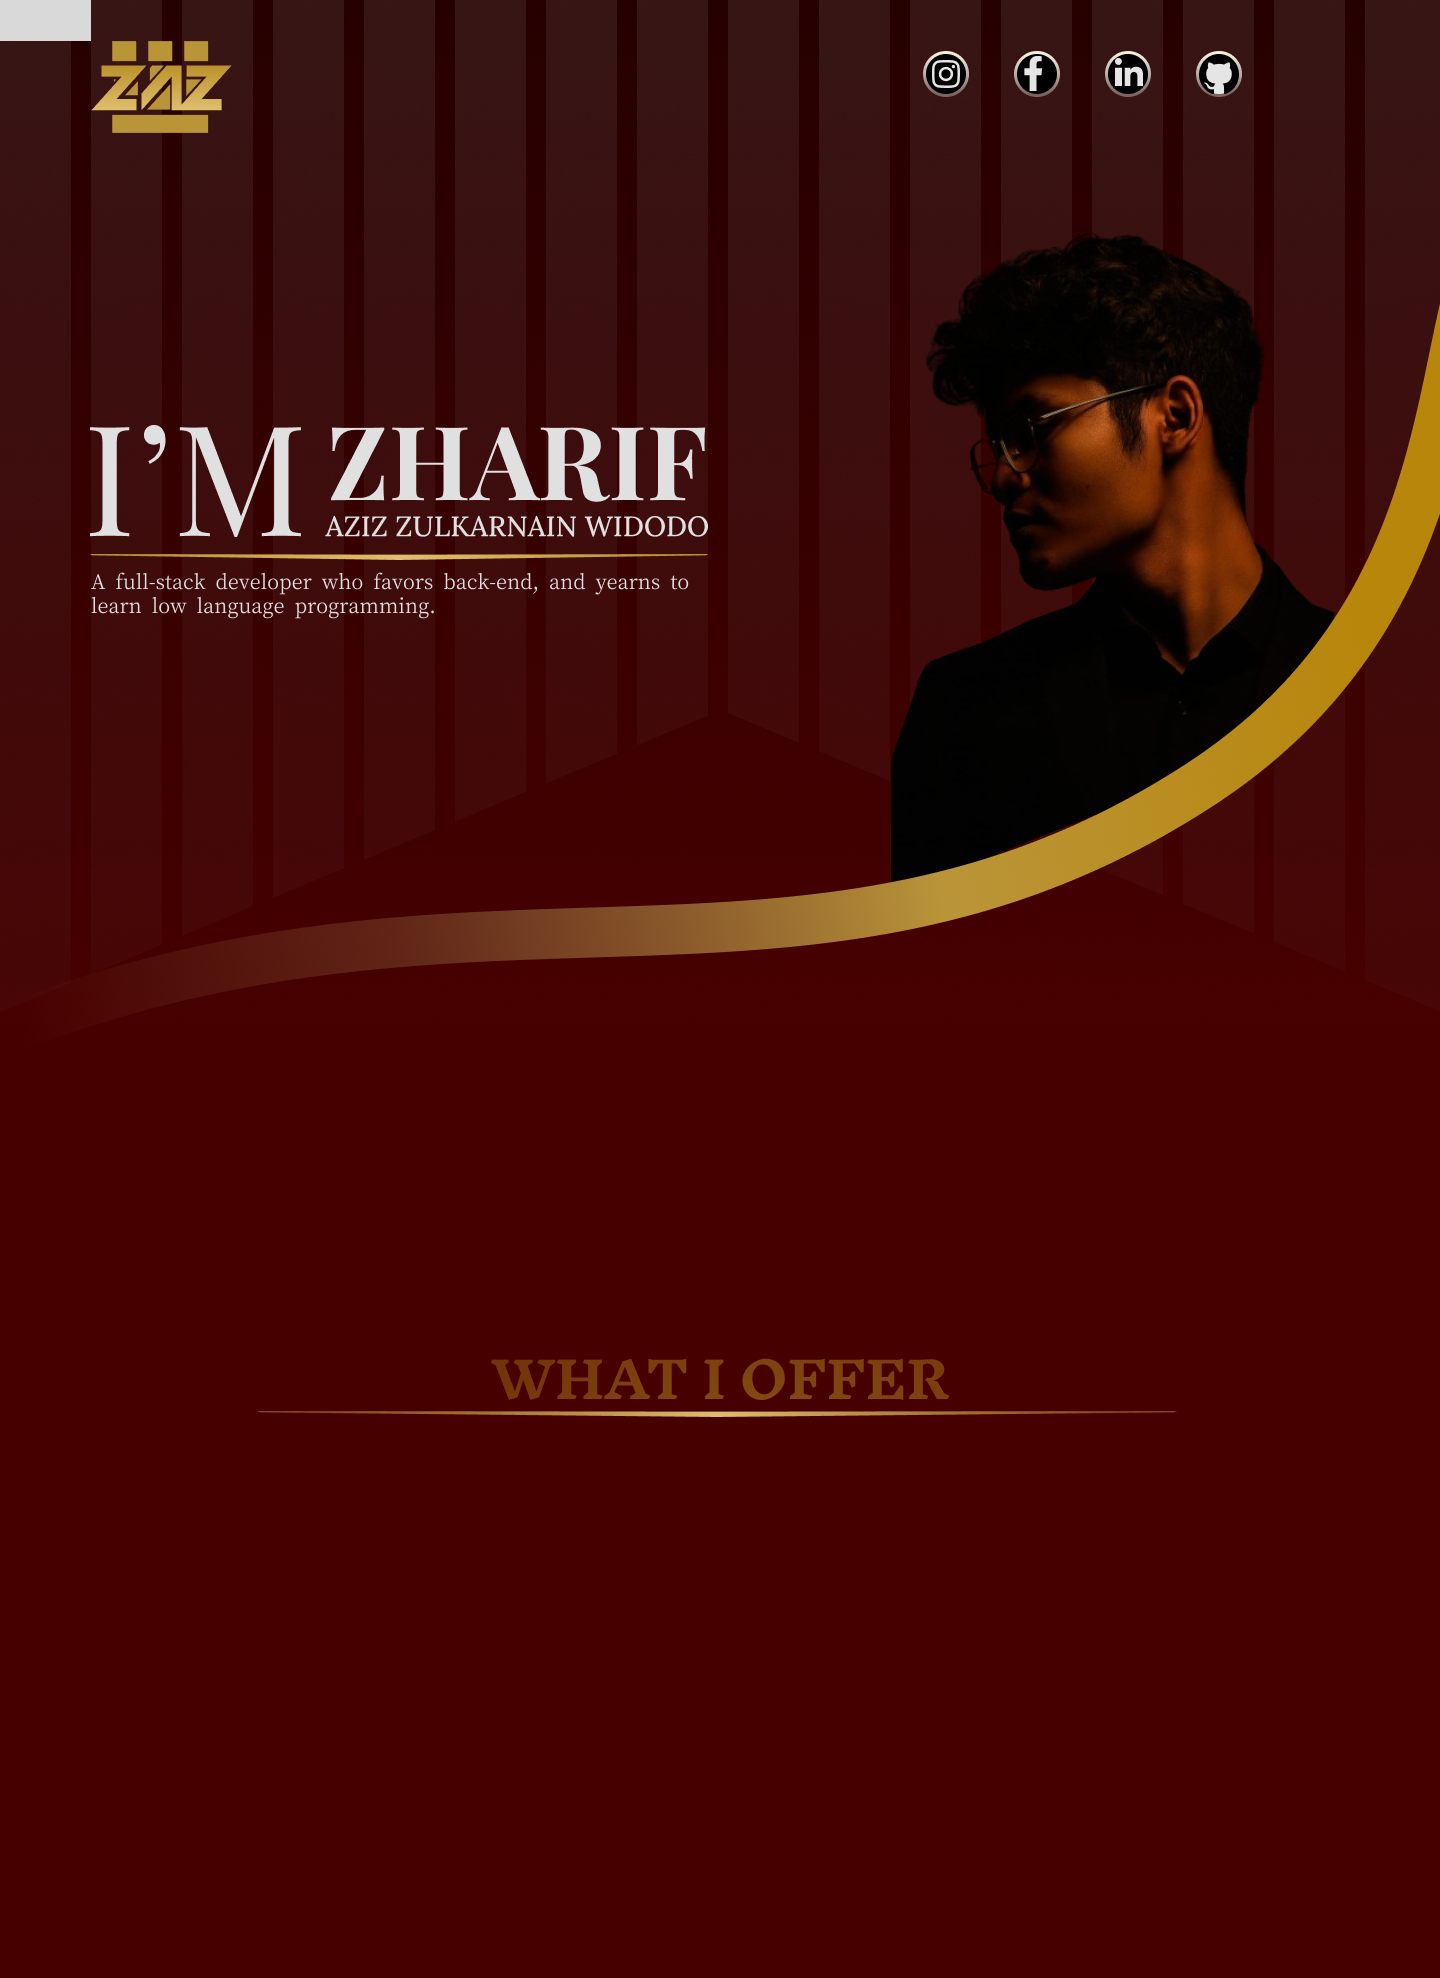 ZAZ
I'M ZHARIF
AZIZ ZULKARNAIN WIDODO
A full-stack developer who favors back-end, and yearns to
learn low language programming.
WHAT I OFFER